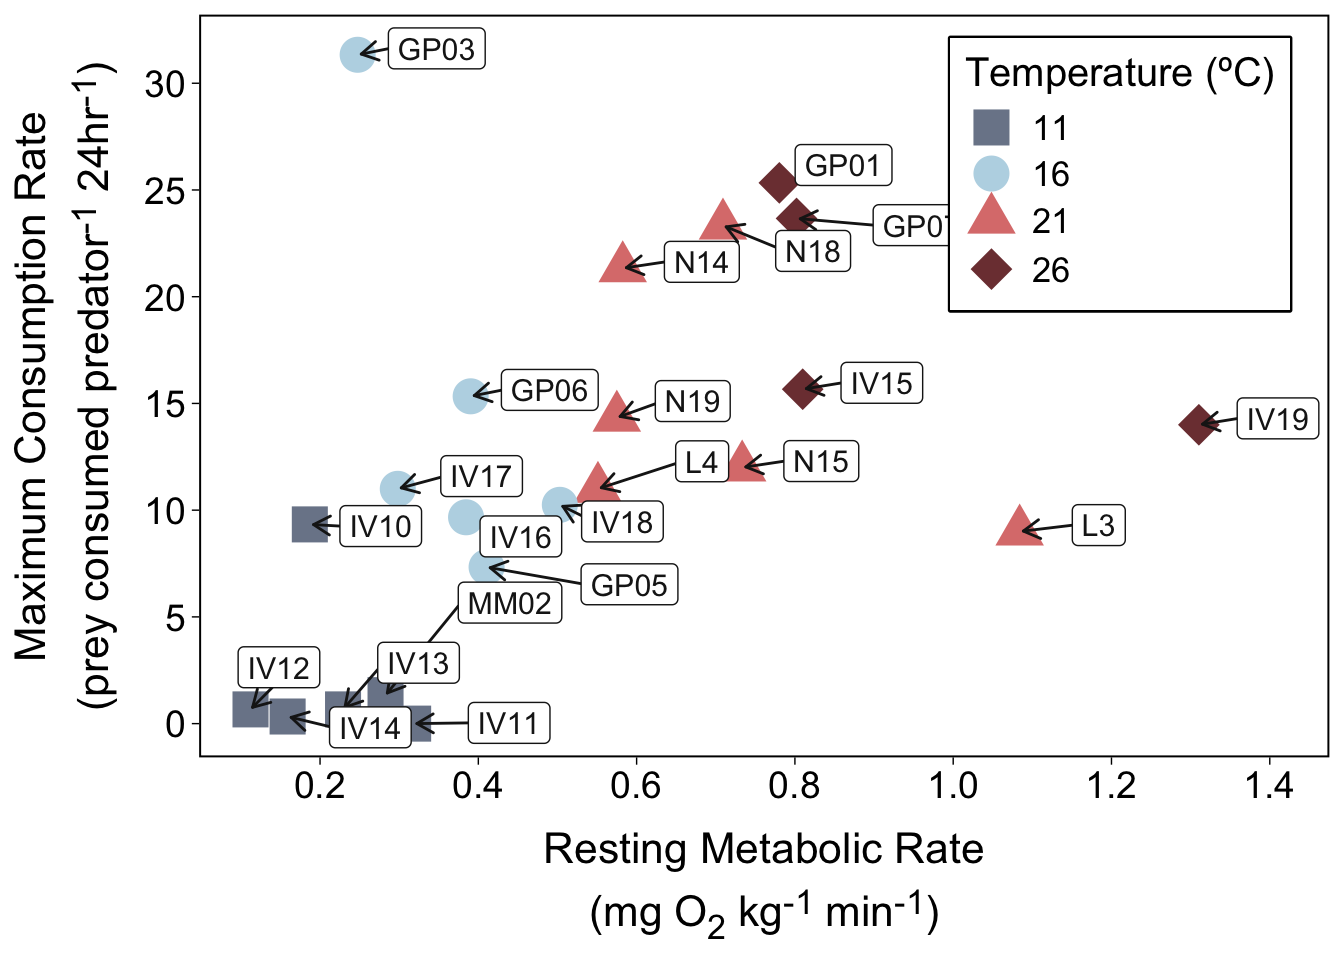 Maximum Consumption Rate
(prey consumed predator⁻¹ 24hr⁻¹)
30
25
20
15
10
5
0
GP03
GP01
GP07
N18
N14
GP06
N19
IV15
IV19
L4
N15
IV17
IV10
IV16
IV18
L3
GP05
MM02
IV13
IV12
IV14
IV11
Temperature (ºC)
11
16
21
26
0.2 0.4 0.6 0.8 1.0 1.2 1.4
Resting Metabolic Rate
(mg O₂ kg⁻¹ min⁻¹)